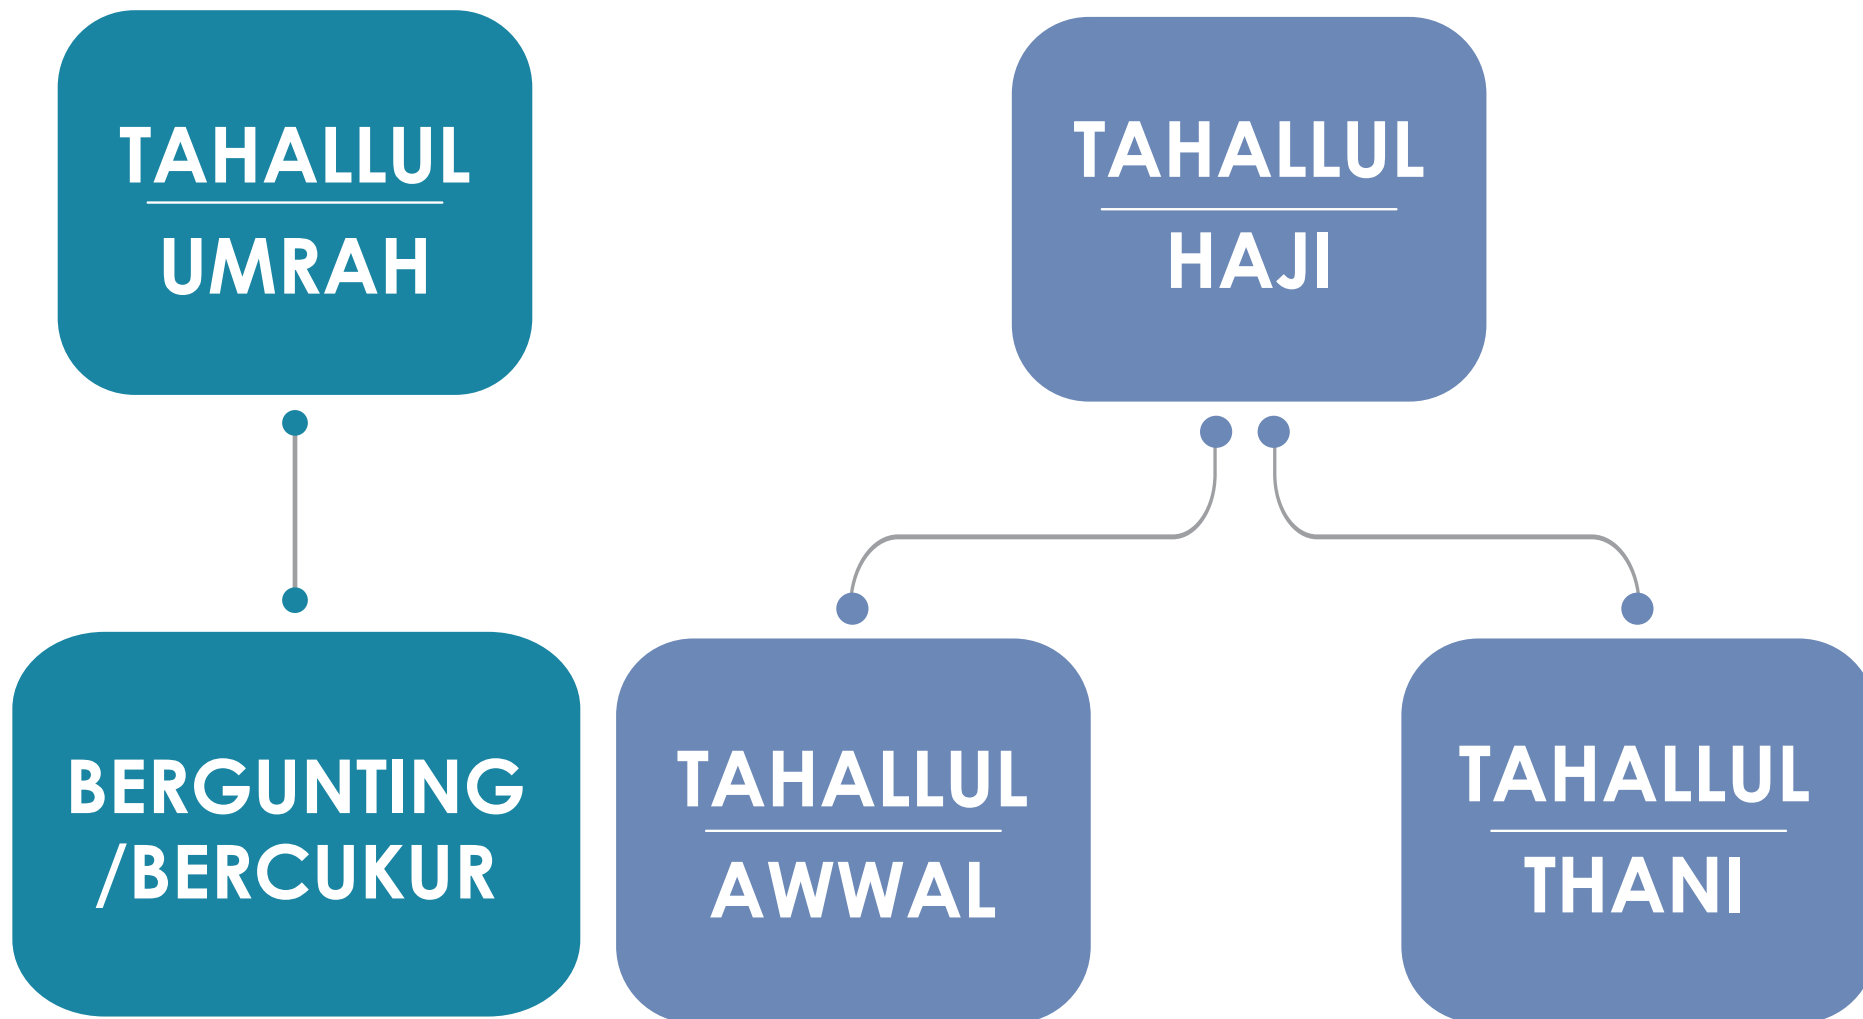 TAHALLUL
UMRAH
TAHALLUL
HAJI
BERGUNTING
/BERCUKUR
TAHALLUL
AWWAL
TAHALLUL
THANI